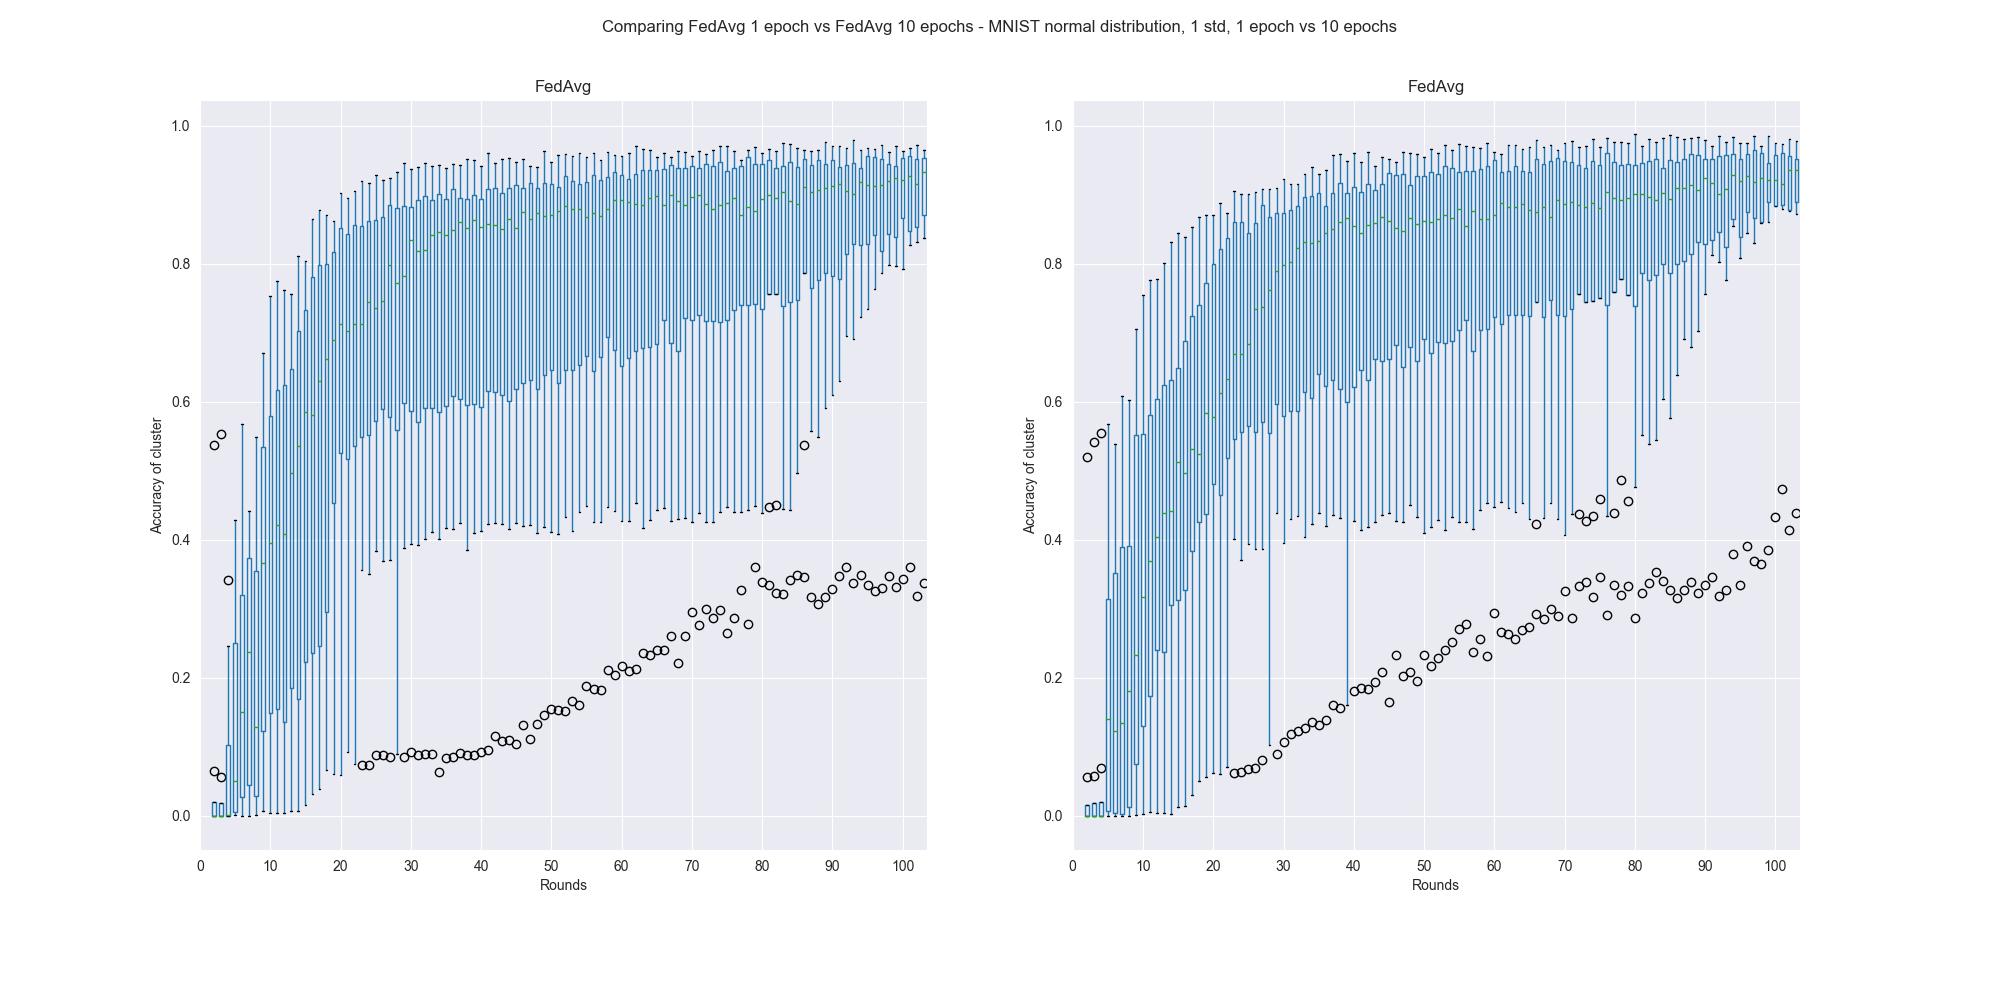 Comparing FedAvg 1 epoch vs FedAvg 10 epochs - MNIST normal distribution, 1 std, 1 epoch vs 10 epochs
FedAvg
1.0
0.8
0.6
0.4
0.2
0.0
Accuracy of cluster
0 10 20 30 40 50 60 70 80 90 100
Rounds
FedAvg
1.0
0.8
0.6
0.4
0.2
0.0
Accuracy of cluster
0 10 20 30 40 50 60 70 80 90 100
Rounds